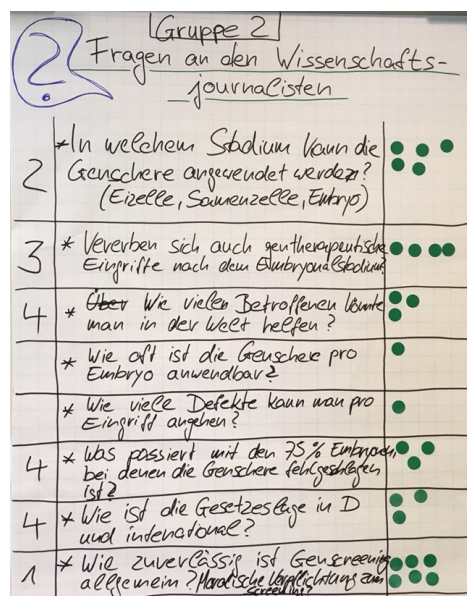 Gruppe 2
?
Fragen an den Wissenschafts-
journalisten
2
* In welchem Stadium kann die
Genschere angewendet werden?
(Eizelle, Samenzelle, Embryo)
3
* Vererben sich auch gentherapeutische
Eingriffe nach dem Embryonalstadium?
4
* Über Wie vielen Betroffenen könnte
man in der Welt helfen?
* Wie oft ist die Genschere pro
Embryo anwendbar?
* Wie viele Defekte kann man pro
Eingriff angehen?
4
* Was passiert mit den 75 % Embryonen,
bei denen die Genschere fehlgeschlagen
ist?
4
* Wie ist die Gesetzeslage in D
und international?
1
* Wie zuverlässig ist Genscreening
allgemein? Moralische Verpflichtung zum
Screening?